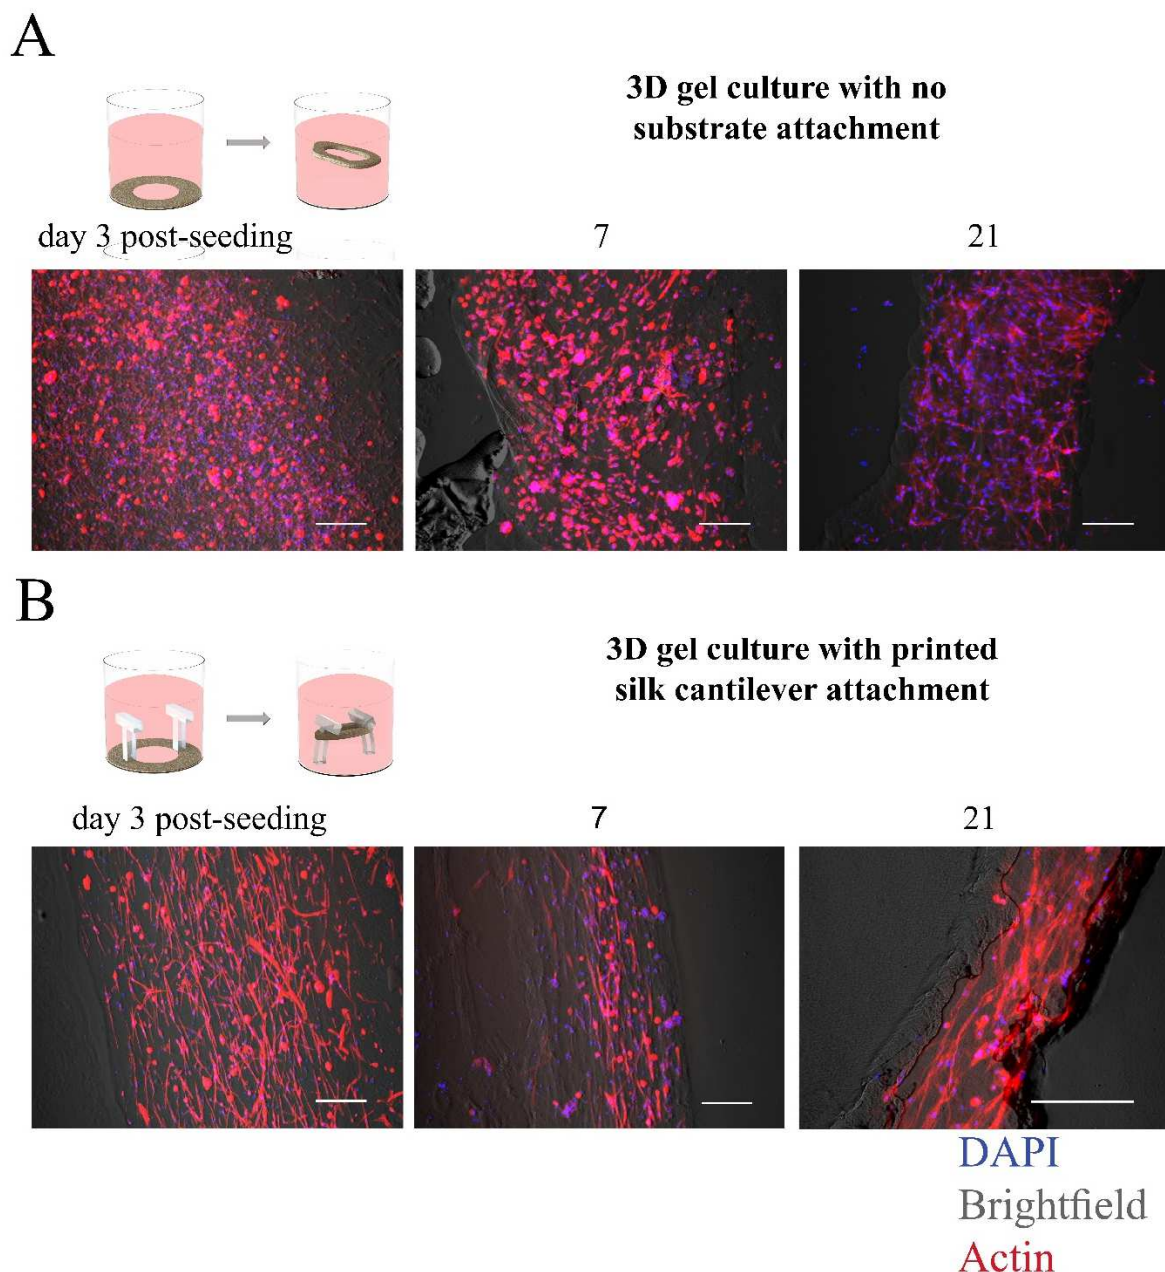 A
3D gel culture with no
substrate attachment
day 3 post-seeding
7
21
B
3D gel culture with printed
silk cantilever attachment
day 3 post-seeding
7
21
DAPI
Brightfield
Actin